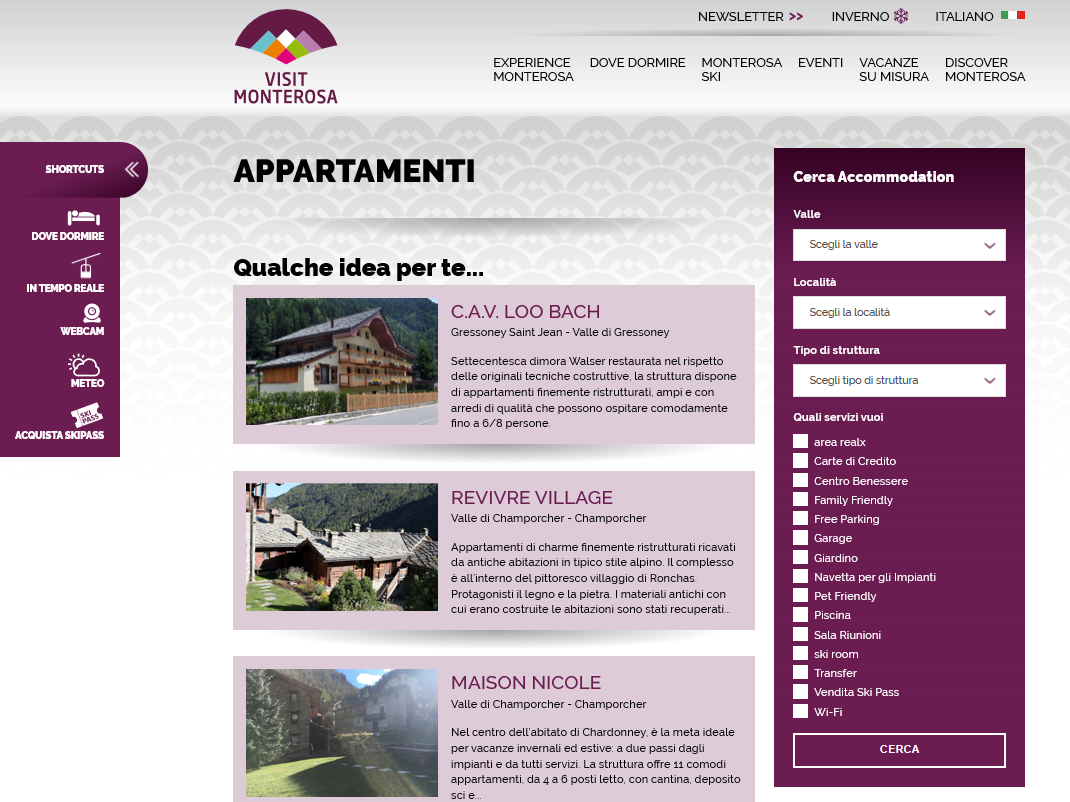 NEWSLETTER >>
INVERNO
ITALIANO
VISIT
MONTEROSA
EXPERIENCE
MONTEROSA
DOVE DORMIRE
MONTEROSA
SKI
EVENTI
VACANZE
SU MISURA
DISCOVER
MONTEROSA
SHORTCUTS
DOVE DORMIRE
IN TEMPO REALE
WEBCAM
METEO
SKI
PASS
ACQUISTA SKIPASS
APPARTAMENTI
Qualche idea per te...
C.A.V. LOO BACH
Gressoney Saint Jean - Valle di Gressoney
Settecentesca dimora Walser restaurata nel rispetto
delle originali tecniche costruttive, la struttura dispone
di appartamenti finemente ristrutturati, ampi e con
arredi di qualità che possono ospitare comodamente
fino a 6/8 persone.
REVIVRE VILLAGE
Valle di Champorcher - Champorcher
Appartamenti di charme finemente ristrutturati ricavati
da antiche abitazioni in tipico stile alpino. Il complesso
è all'interno del pittoresco villaggio di Ronchas.
Protagonisti il legno e la pietra. I materiali antichi con
cui erano costruite le abitazioni sono stati recuperati...
MAISON NICOLE
Valle di Champorcher - Champorcher
Nel centro dell'abitato di Chardonney, è la meta ideale
per vacanze invernali ed estive: a due passi dagli
impianti e da tutti servizi. La struttura offre 11 comodi
appartamenti, da 4 a 6 posti letto, con cantina, deposito
sci e...
Cerca Accommodation
Valle
Scegli la valle
Località
Scegli la località
Tipo di struttura
Scegli tipo di struttura
Quali servizi vuoi
area realx
Carte di Credito
Centro Benessere
Family Friendly
Free Parking
Garage
Giardino
Navetta per gli Impianti
Pet Friendly
Piscina
Sala Riunioni
ski room
Transfer
Vendita Ski Pass
Wi-Fi
CERCA